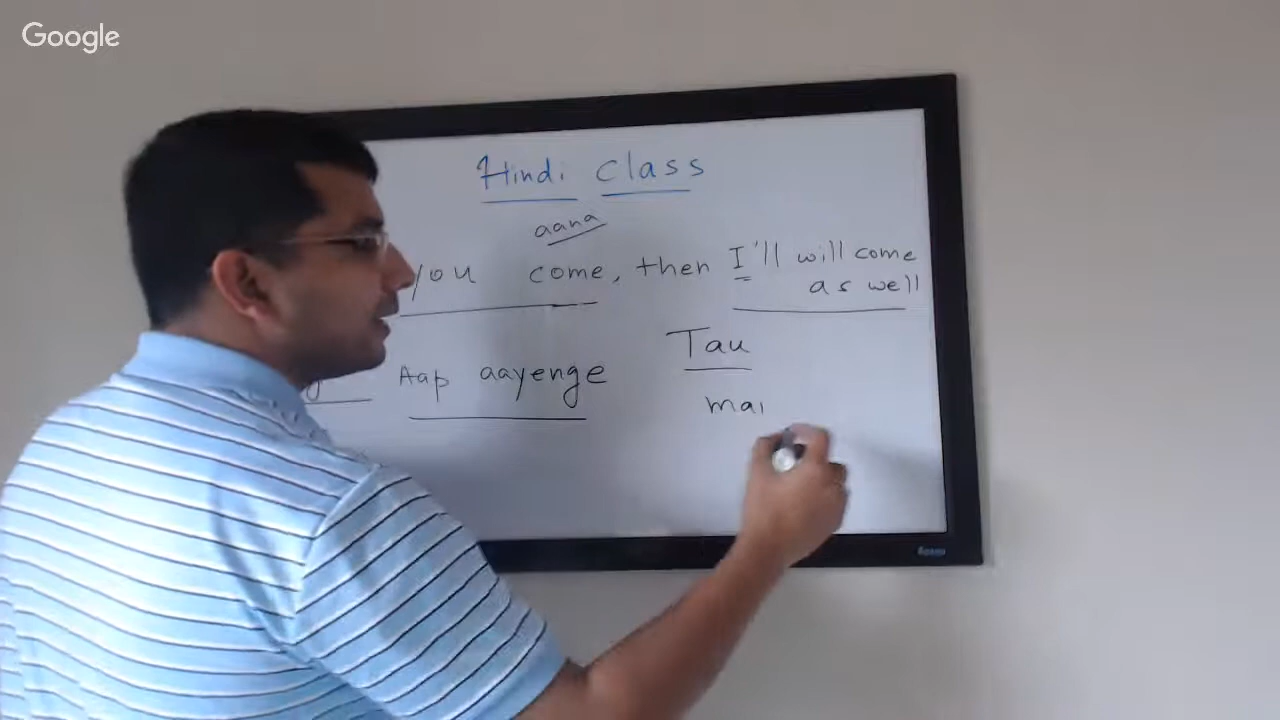 Google
Hindi class
aana
you come, then I'll will come
as well
Tau
Aap aayenge
mai